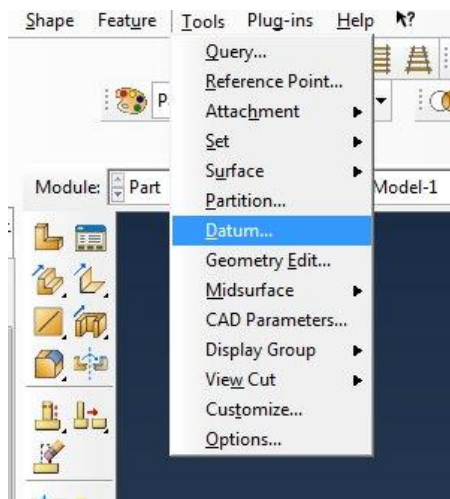 Shape Feature Tools Plug-ins Help
Query...
Reference Point...
P
Attachment
Set
Surface
Module: Part Model-1
Partition...
Datum...
Geometry Edit...
Midsurface
CAD Parameters...
Display Group
View Cut
Customize...
Options...